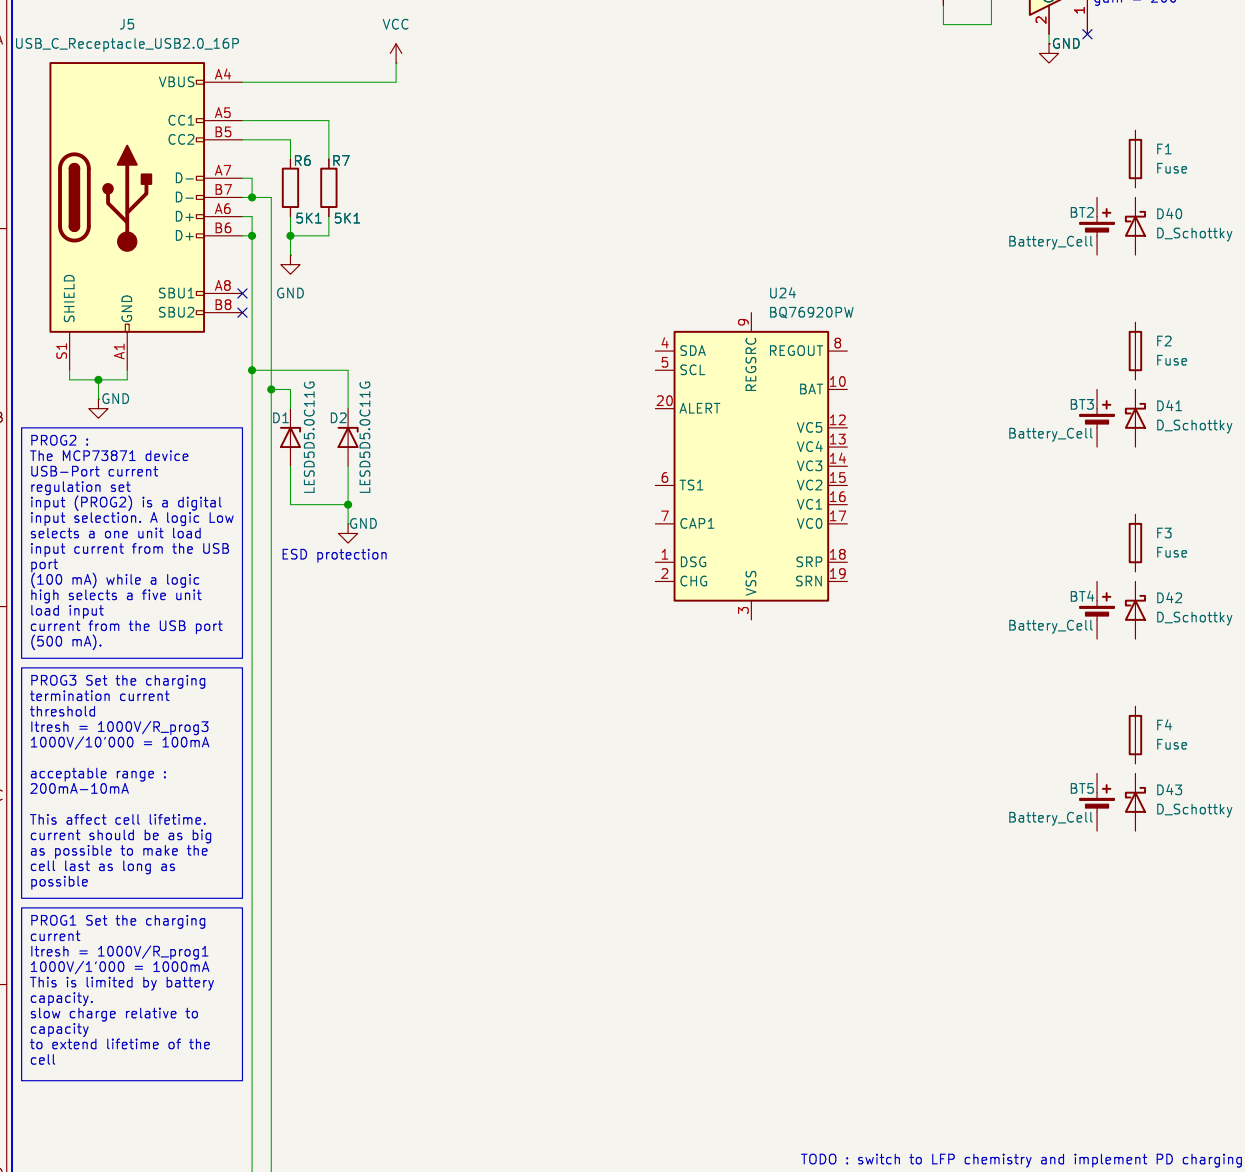 J5
USB_C_Receptacle_USB2.0_16P
VBUS A4
CC1 A5
CC2 B5
D- A7
D- B7
D+ A6
D+ B6
SBU1 A8
SBU2 B8
SHIELD
GND
S1
A1
GND
VCC
R6
5K1
R7
5K1
GND
D1
LESD5D5.0C11G
D2
LESD5D5.0C11G
GND
ESD protection
PROG2 :
The MCP73871 device
USB-Port current
regulation set
input (PROG2) is a digital
input selection. A logic Low
selects a one unit load
input current from the USB
port
(100 mA) while a logic
high selects a five unit
load input
current from the USB port
(500 mA).
PROG3 Set the charging
termination current
threshold
Itresh = 1000V/R_prog3
1000V/10'000 = 100mA
acceptable range :
200mA-10mA
This affect cell lifetime.
current should be as big
as possible to make the
cell last as long as
possible
PROG1 Set the charging
current
Itresh = 1000V/R_prog1
1000V/1'000 = 1000mA
This is limited by battery
capacity.
slow charge relative to
capacity
to extend lifetime of the
cell
U24
BQ76920PW
9
REGSRC
4 SDA
5 SCL
20 ALERT
6 TS1
7 CAP1
1 DSG
2 CHG
REGOUT 8
BAT 10
VC5 12
VC4 13
VC3 14
VC2 15
VC1 16
VC0 17
SRP 18
SRN 19
VSS
3
2
1
GND
F1
Fuse
BT2
Battery_Cell
D40
D_Schottky
F2
Fuse
BT3
Battery_Cell
D41
D_Schottky
F3
Fuse
BT4
Battery_Cell
D42
D_Schottky
F4
Fuse
BT5
Battery_Cell
D43
D_Schottky
TODO : switch to LFP chemistry and implement PD charging